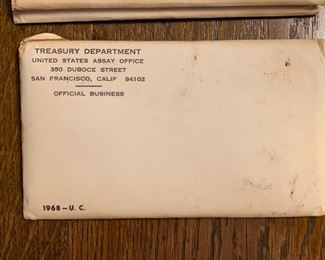 TREASURY DEPARTMENT
UNITED STATES ASSAY OFFICE
350 DUBOCE STREET
SAN FRANCISCO, CALIF 94102
OFFICIAL BUSINESS
1968 – U. C.